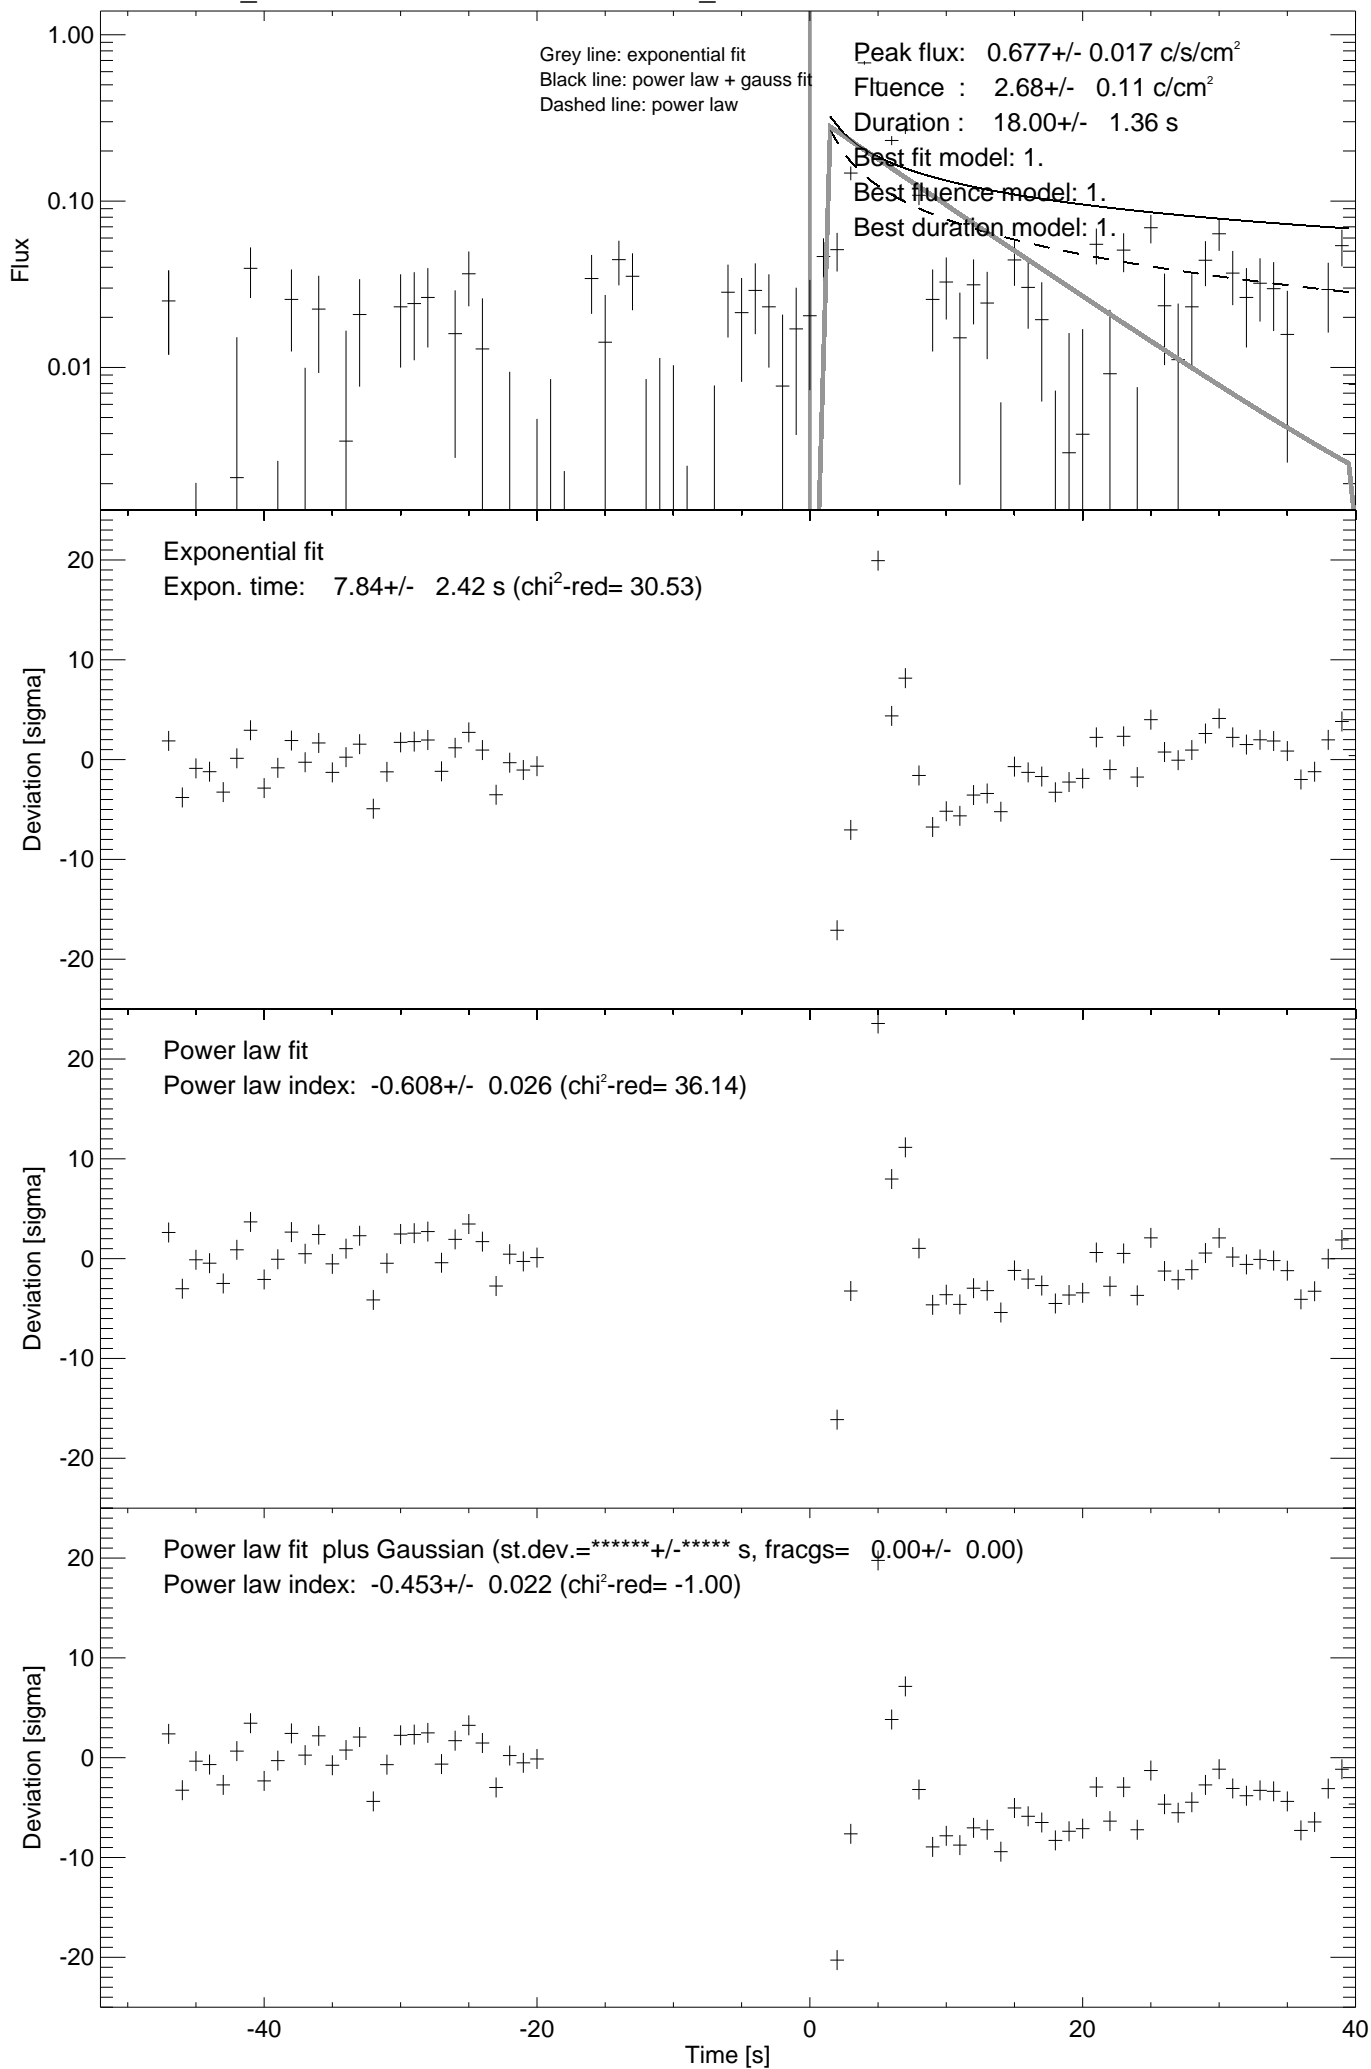 1.00
0.10
0.01
Flux
Grey line: exponential fit
Black line: power law + gauss fit
Dashed line: power law
Peak flux: 0.677+/- 0.017 c/s/cm²
Fluence : 2.68+/- 0.11 c/cm²
Duration : 18.00+/- 1.36 s
Best fit model: 1.
Best fluence model: 1.
Best duration model: 1.
20
10
0
-10
-20
Deviation [sigma]
Exponential fit
Expon. time: 7.84+/- 2.42 s (chi²-red= 30.53)
20
10
0
-10
-20
Deviation [sigma]
Power law fit
Power law index: -0.608+/- 0.026 (chi²-red= 36.14)
20
10
0
-10
-20
Deviation [sigma]
Power law fit plus Gaussian (st.dev.=******+/-***** s, fracgs= 0.00+/- 0.00)
Power law index: -0.453+/- 0.022 (chi²-red= -1.00)
-40 -20 0 20 40
Time [s]